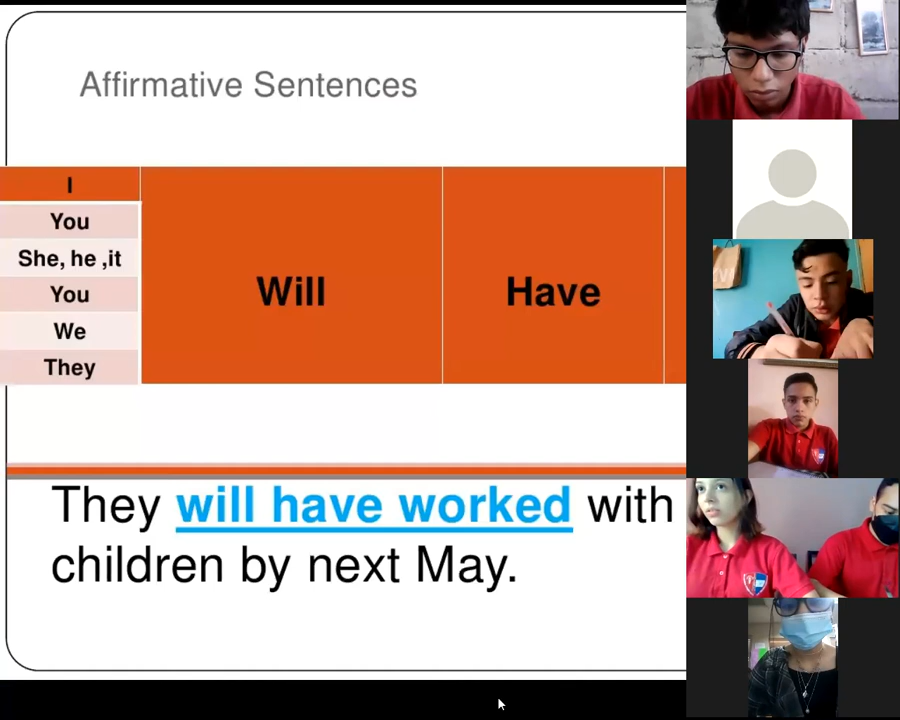 Affirmative Sentences
I
You
She, he ,it
You
We
They
Will
Have
They will have worked with
children by next May.